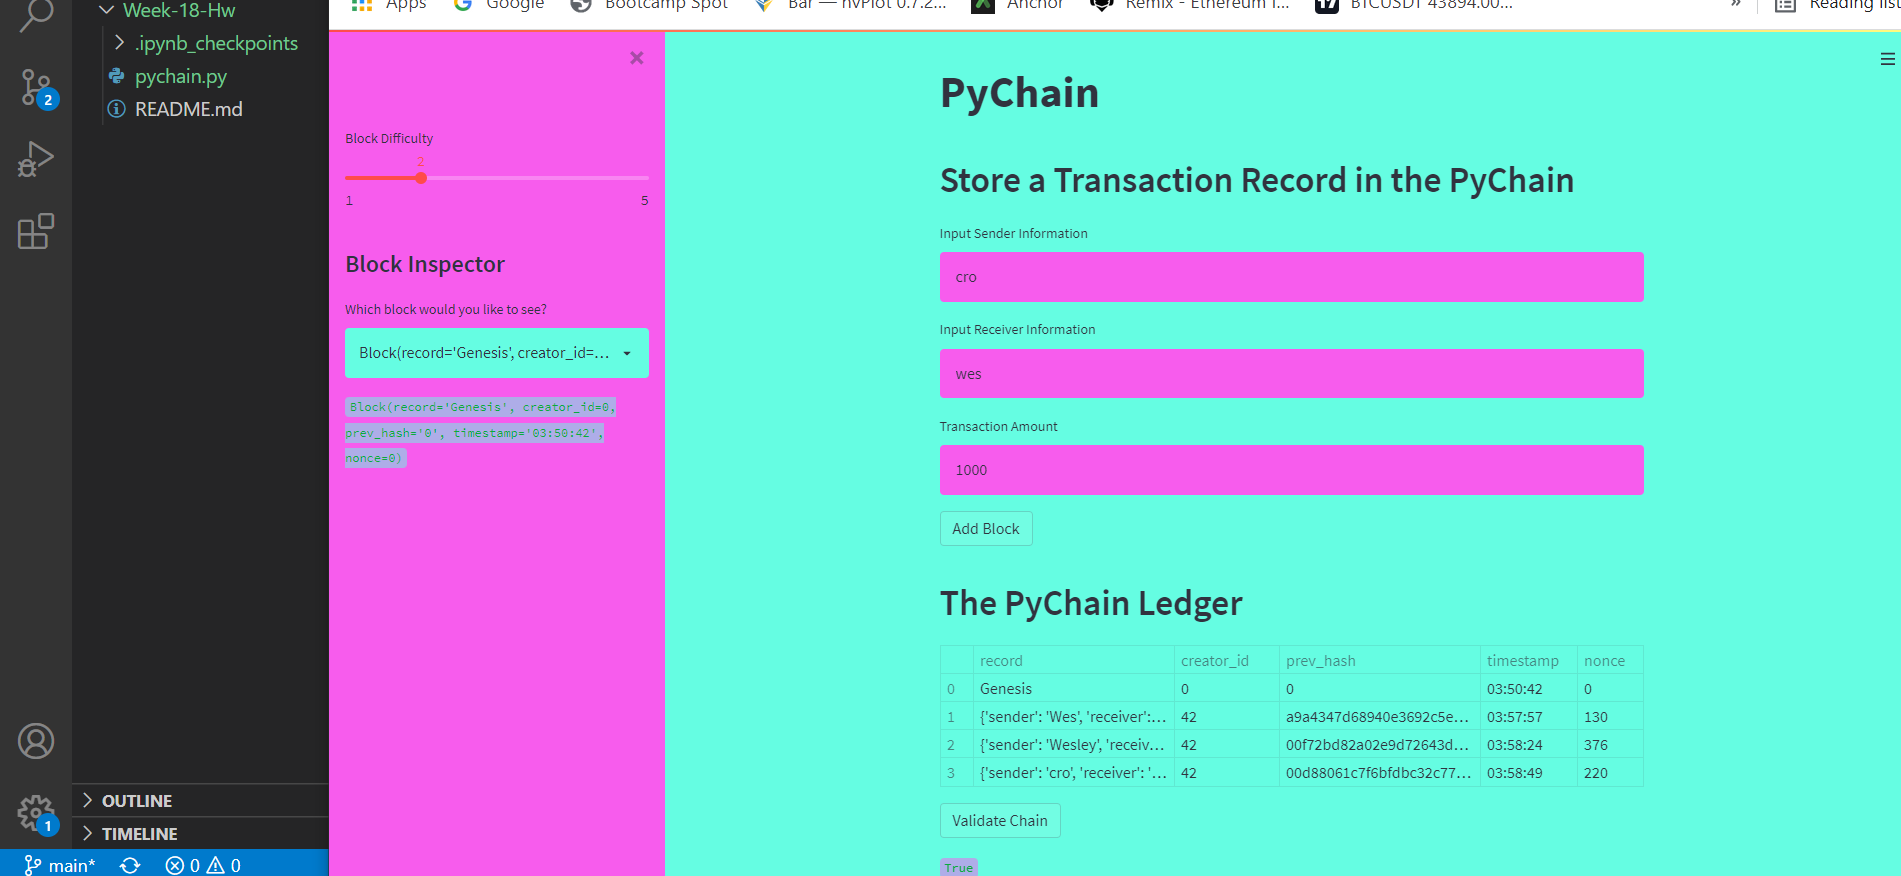 Week-18-Hw
.ipynb_checkpoints
pychain.py
README.md
2
OUTLINE
TIMELINE
1
main* 0 0
Apps Google Bootcamp Spot Bar — hvPlot 0.7.2... Anchor Remix - Ethereum I... 17 BTCUSDT 43894.00... » Reading list
Block Difficulty
2
1 5
Block Inspector
Which block would you like to see?
Block(record='Genesis', creator_id=...
Block(record='Genesis', creator_id=0,
prev_hash='0', timestamp='03:50:42',
nonce=0)
PyChain
Store a Transaction Record in the PyChain
Input Sender Information
cro
Input Receiver Information
wes
Transaction Amount
1000
Add Block
The PyChain Ledger
record creator_id prev_hash timestamp nonce
0 Genesis 0 0 03:50:42 0
1 {'sender': 'Wes', 'receiver':... 42 a9a4347d68940e3692c5e... 03:57:57 130
2 {'sender': 'Wesley', 'receiv... 42 00f72bd82a02e9d72643d... 03:58:24 376
3 {'sender': 'cro', 'receiver': '... 42 00d88061c7f6bfdbc32c77... 03:58:49 220
Validate Chain
True